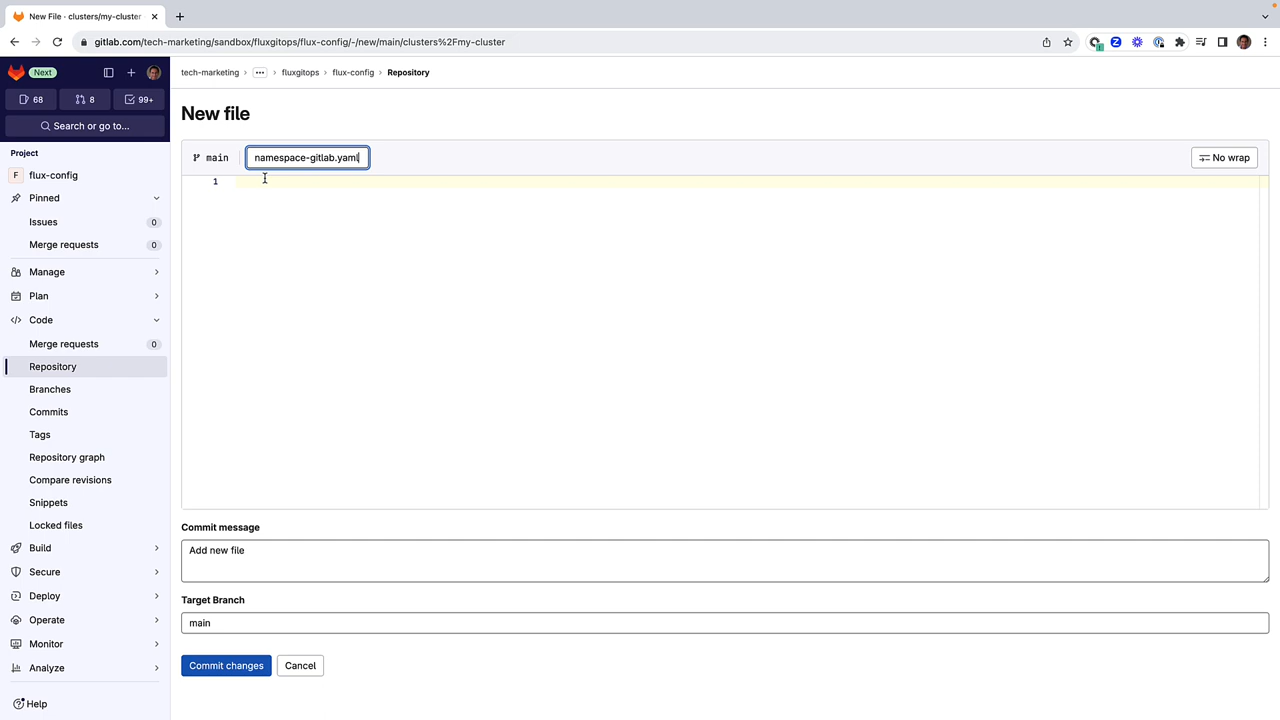 New File · clusters/my-cluster
gitlab.com/tech-marketing/sandbox/fluxgitops/flux-config/-/new/main/clusters%2Fmy-cluster
Next
68
8
99+
Search or go to...
Project
F flux-config
Pinned
Issues 0
Merge requests 0
Manage
Plan
Code
Merge requests 0
Repository
Branches
Commits
Tags
Repository graph
Compare revisions
Snippets
Locked files
Build
Secure
Deploy
Operate
Monitor
Analyze
Help
tech-marketing › ... › fluxgitops › flux-config › Repository
New file
main
namespace-gitlab.yaml
No wrap
1
Commit message
Add new file
Target Branch
main
Commit changes
Cancel